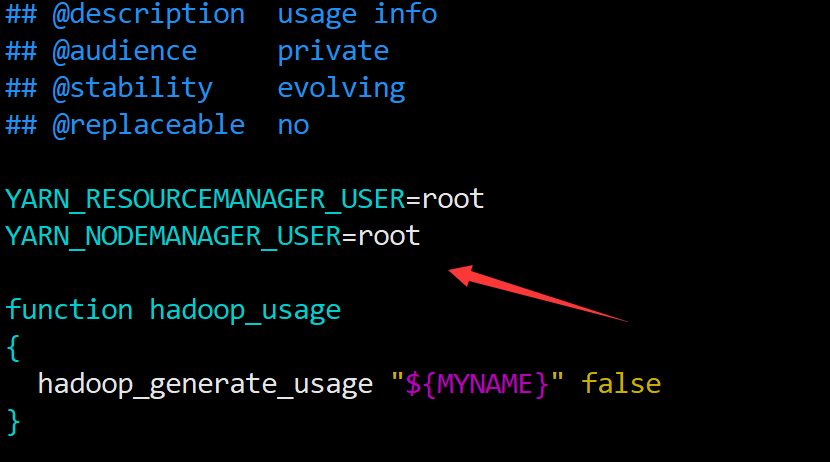 ## @description  usage info
## @audience     private
## @stability    evolving
## @replaceable  no
YARN_RESOURCEMANAGER_USER=root
YARN_NODEMANAGER_USER=root
function hadoop_usage
{
  hadoop_generate_usage "${MYNAME}" false
}